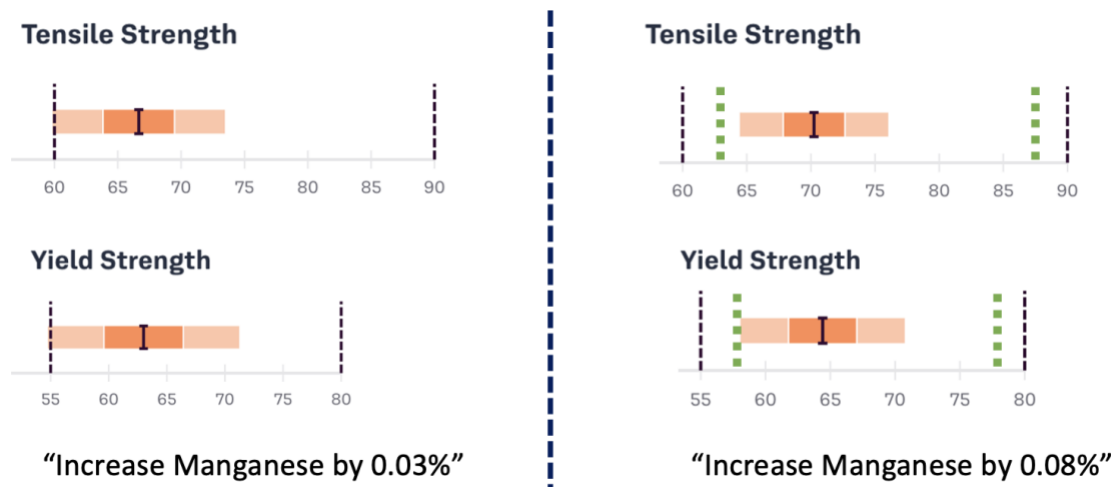 Tensile Strength
60 65 70 75 80 85 90
Yield Strength
55 60 65 70 75 80
“Increase Manganese by 0.03%”
Tensile Strength
60 65 70 75 80 85 90
Yield Strength
55 60 65 70 75 80
“Increase Manganese by 0.08%”